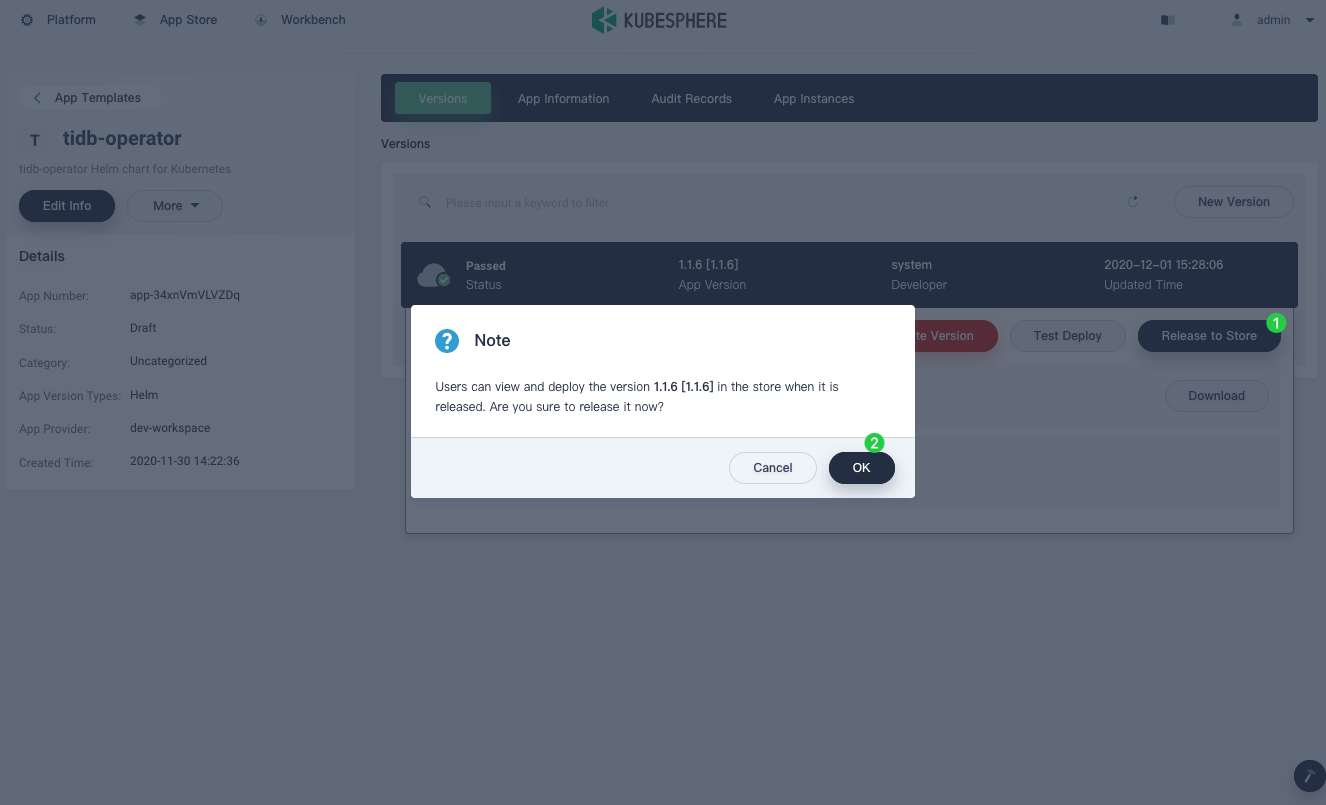 Platform
App Store
Workbench
KUBESPHERE
admin
App Templates
T
tidb-operator
tidb-operator Helm chart for Kubernetes
Edit Info
More
Details
App Number: app-34xnVmVLVZDq
Status: Draft
Category: Uncategorized
App Version Types: Helm
App Provider: dev-workspace
Created Time: 2020-11-30 14:22:36
Versions
App Information
Audit Records
App Instances
Versions
Please input a keyword to filter
New Version
Passed
Status
1.1.6 [1.1.6]
App Version
system
Developer
2020-12-01 15:28:06
Updated Time
Version
Test Deploy
Release to Store
1
Download
?
Note
Users can view and deploy the version 1.1.6 [1.1.6] in the store when it is
released. Are you sure to release it now?
2
Cancel
OK